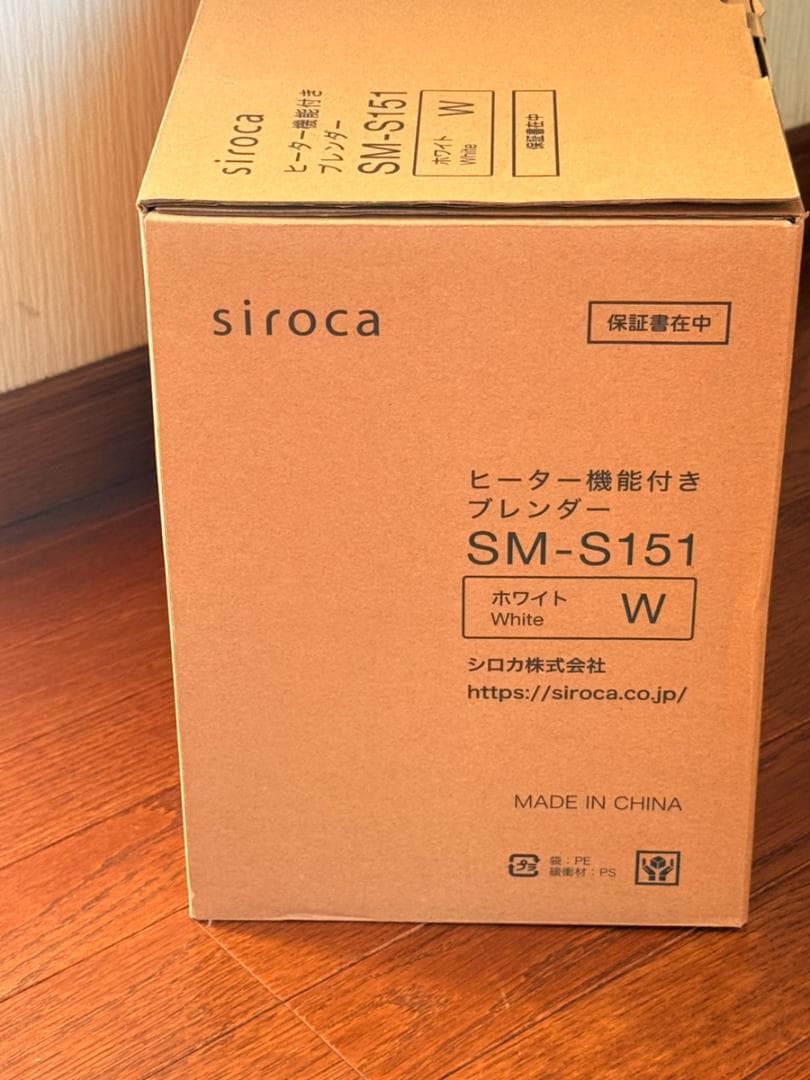 siroca
ヒーター機能付き
ブレンダー
SM-S151
ホワイト
White
W
保証書在中
siroca
保証書在中
ヒーター機能付き
ブレンダー
SM-S151
ホワイト
White
W
シロカ株式会社
https://siroca.co.jp/
MADE IN CHINA
プラ
袋：PE
緩衝材：PS